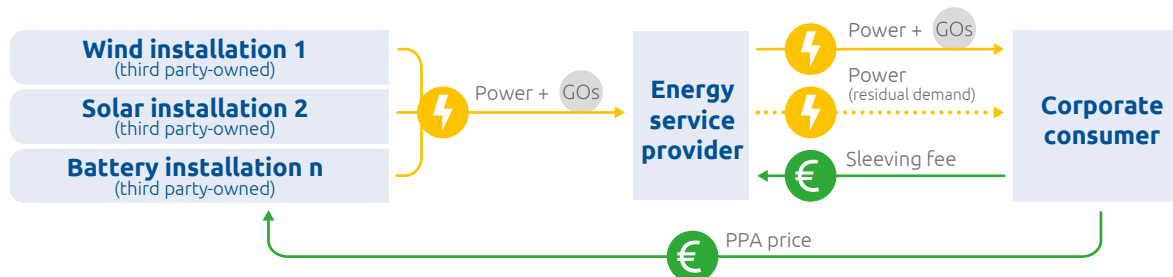 Wind installation 1
(third party-owned)
Solar installation 2
(third party-owned)
Battery installation n
(third party-owned)
Power + GOs
Energy
service
provider
Power + GOs
Power
(residual demand)
€ Sleeving fee
Corporate
consumer
€ PPA price